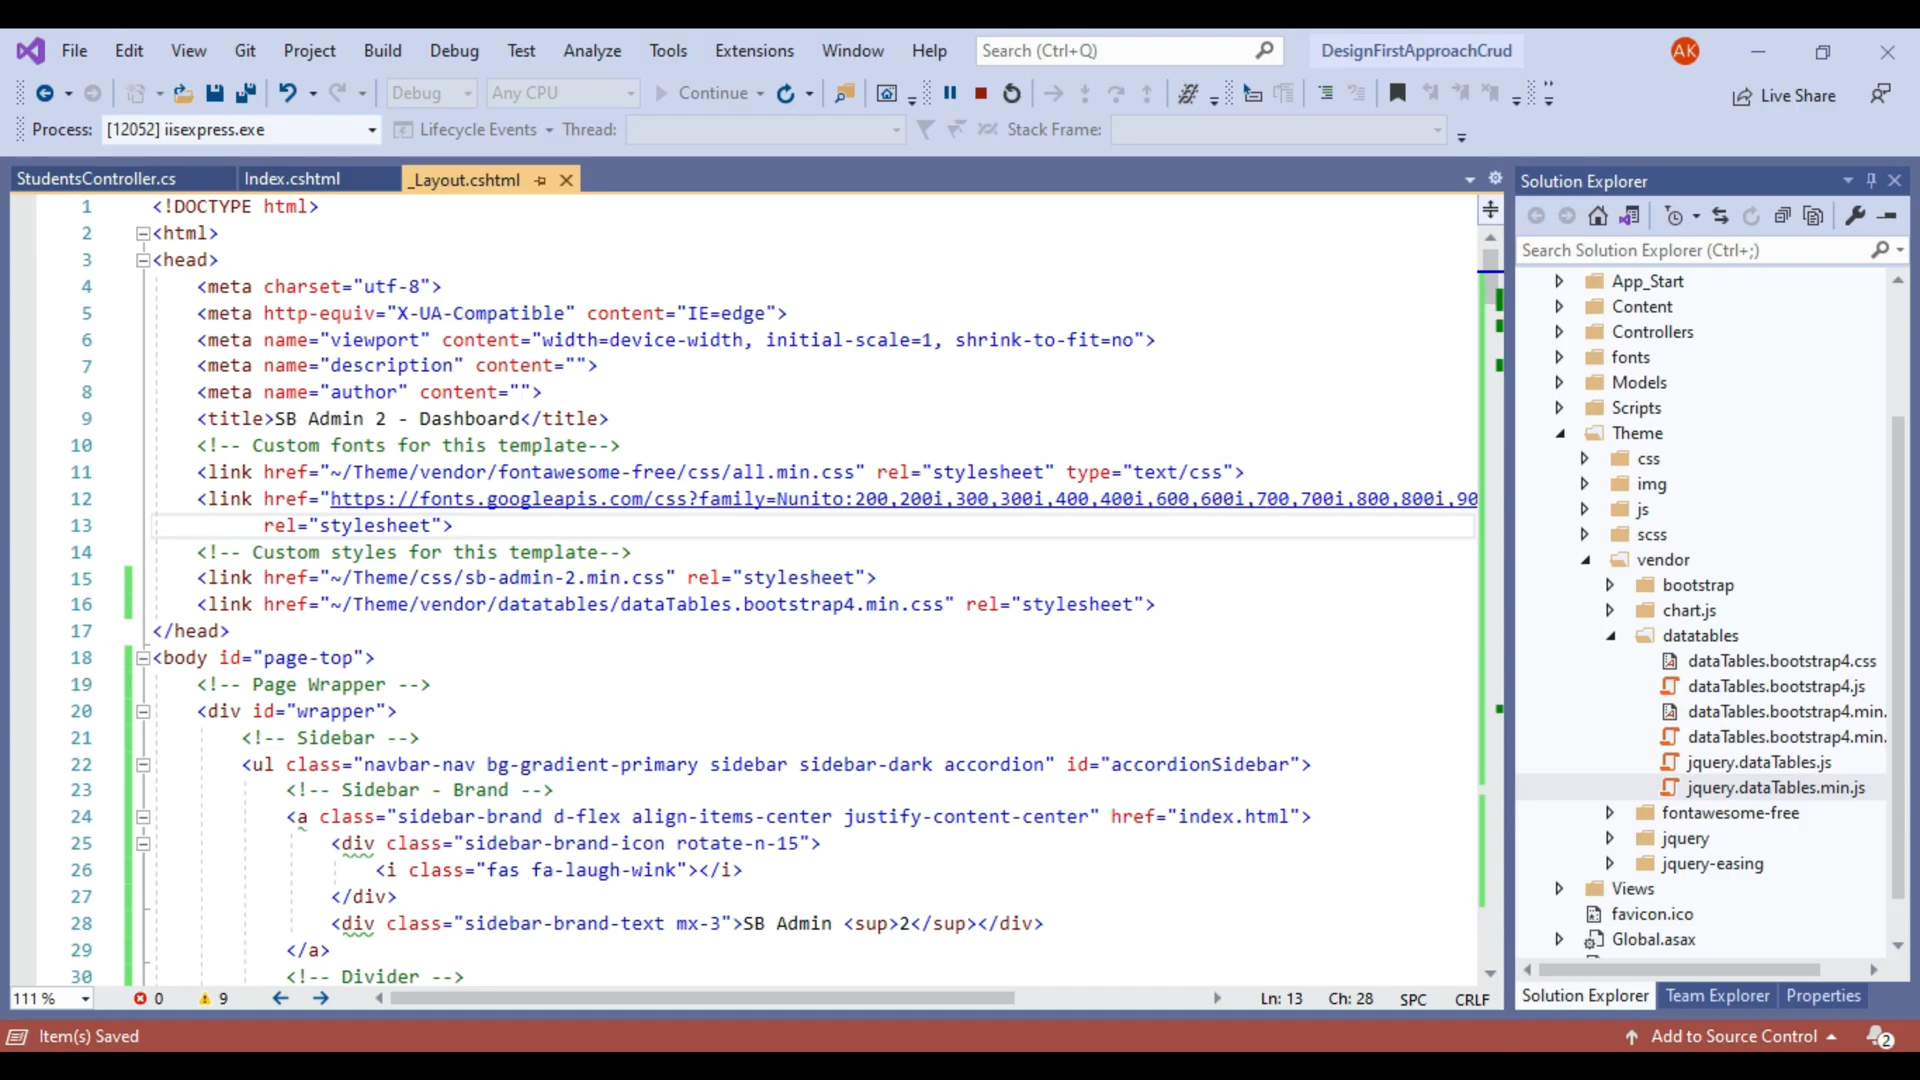 File Edit View Git Project Build Debug Test Analyze Tools Extensions Window Help Search (Ctrl+Q) DesignFirstApproachCrud AK
Debug Any CPU Continue Live Share
Process: [12052] iisexpress.exe Lifecycle Events Thread: Stack Frame:
StudentsController.cs Index.cshtml _Layout.cshtml
1 <!DOCTYPE html>
2 <html>
3 <head>
4 <meta charset="utf-8">
5 <meta http-equiv="X-UA-Compatible" content="IE=edge">
6 <meta name="viewport" content="width=device-width, initial-scale=1, shrink-to-fit=no">
7 <meta name="description" content="">
8 <meta name="author" content="">
9 <title>SB Admin 2 - Dashboard</title>
10 <!-- Custom fonts for this template-->
11 <link href="~/Theme/vendor/fontawesome-free/css/all.min.css" rel="stylesheet" type="text/css">
12 <link href="https://fonts.googleapis.com/css?family=Nunito:200,200i,300,300i,400,400i,600,600i,700,700i,800,800i,90
13 rel="stylesheet">
14 <!-- Custom styles for this template-->
15 <link href="~/Theme/css/sb-admin-2.min.css" rel="stylesheet">
16 <link href="~/Theme/vendor/datatables/dataTables.bootstrap4.min.css" rel="stylesheet">
17 </head>
18 <body id="page-top">
19 <!-- Page Wrapper -->
20 <div id="wrapper">
21 <!-- Sidebar -->
22 <ul class="navbar-nav bg-gradient-primary sidebar sidebar-dark accordion" id="accordionSidebar">
23 <!-- Sidebar - Brand -->
24 <a class="sidebar-brand d-flex align-items-center justify-content-center" href="index.html">
25 <div class="sidebar-brand-icon rotate-n-15">
26 <i class="fas fa-laugh-wink"></i>
27 </div>
28 <div class="sidebar-brand-text mx-3">SB Admin <sup>2</sup></div>
29 </a>
30 <!-- Divider -->
111 % 0 9 Ln: 13 Ch: 28 SPC CRLF
Solution Explorer
Search Solution Explorer (Ctrl+;)
App_Start
Content
Controllers
fonts
Models
Scripts
Theme
css
img
js
scss
vendor
bootstrap
chart.js
datatables
dataTables.bootstrap4.css
dataTables.bootstrap4.js
dataTables.bootstrap4.min.
dataTables.bootstrap4.min.
jquery.dataTables.js
jquery.dataTables.min.js
fontawesome-free
jquery
jquery-easing
Views
favicon.ico
Global.asax
Solution Explorer Team Explorer Properties
Item(s) Saved Add to Source Control 2